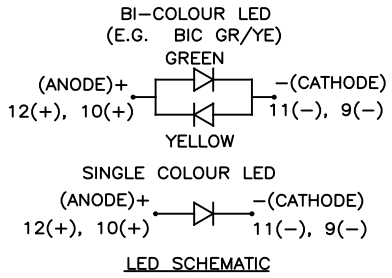 BI-COLOUR LED
(E.G. BIC GR/YE)
GREEN
(ANODE)+ -(CATHODE)
12(+), 10(+) 11(-), 9(-)
YELLOW
SINGLE COLOUR LED
(ANODE)+ -(CATHODE)
12(+), 10(+) 11(-), 9(-)
LED SCHEMATIC